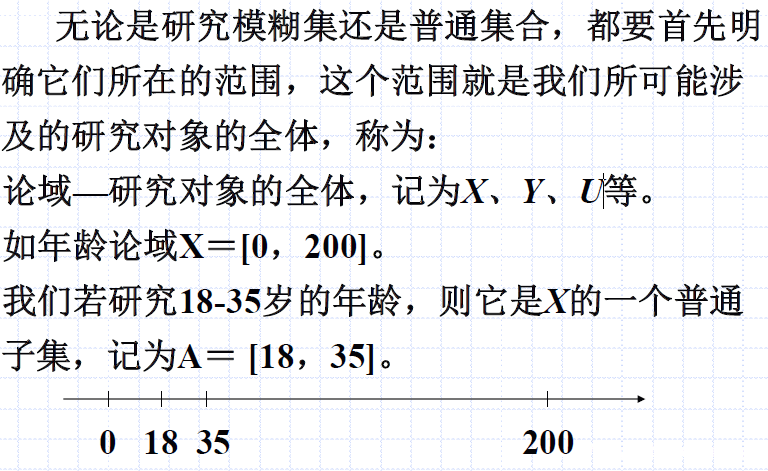 无论是研究模糊集还是普通集合，都要首先明
确它们所在的范围，这个范围就是我们所可能涉
及的研究对象的全体，称为：
论域—研究对象的全体，记为X、Y、U等。
如年龄论域X＝[0，200]。
我们若研究18-35岁的年龄，则它是X的一个普通
子集，记为A＝ [18，35]。
0 18 35 200